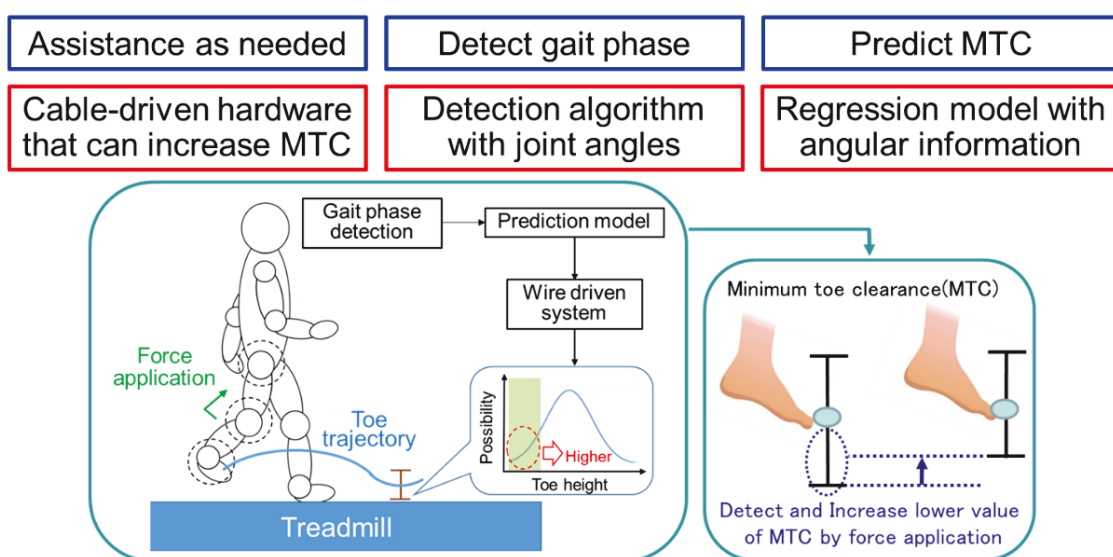 Assistance as needed
Detect gait phase
Predict MTC
Cable-driven hardware
that can increase MTC
Detection algorithm
with joint angles
Regression model with
angular information
Gait phase
detection
Prediction model
Wire driven
system
Force
application
Toe
trajectory
Possibility
Higher
Toe height
Treadmill
Minimum toe clearance(MTC)
Detect and Increase lower value
of MTC by force application